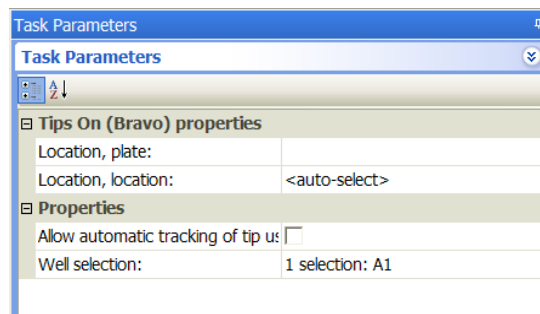 Task Parameters
Task Parameters
Tips On (Bravo) properties
Location, plate:
Location, location: <auto-select>
Properties
Allow automatic tracking of tip us
Well selection: 1 selection: A1